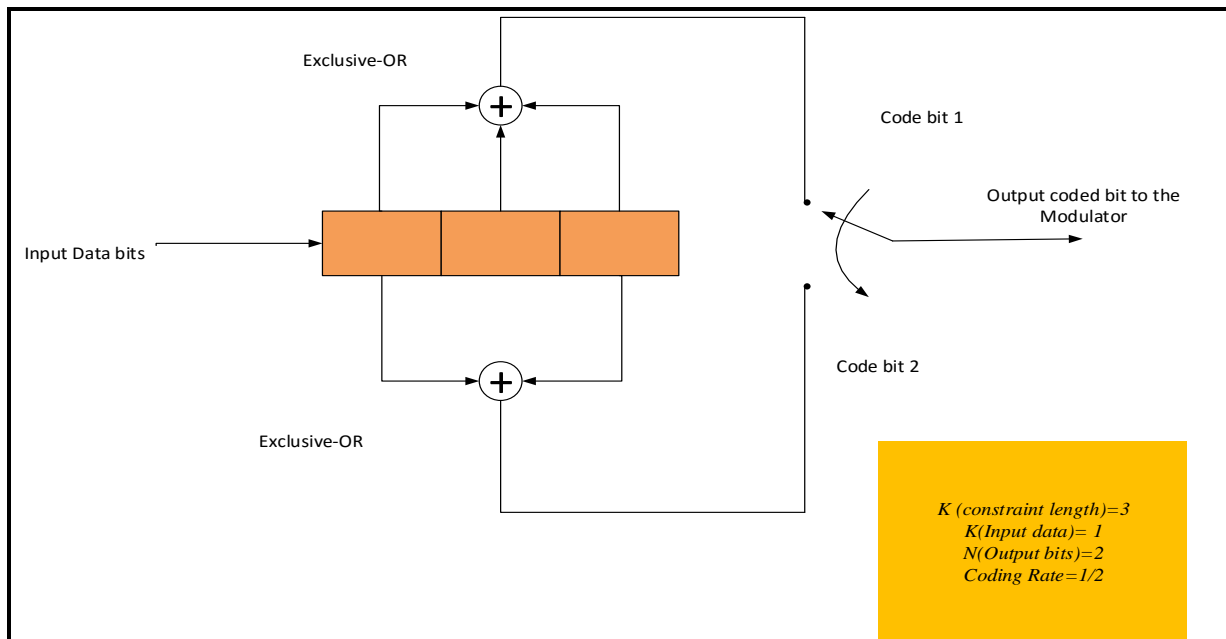 Exclusive-OR
+
Code bit 1
Output coded bit to the
Modulator
Input Data bits
Code bit 2
+
Exclusive-OR
K (constraint length)=3
K(Input data)= 1
N(Output bits)=2
Coding Rate=1/2